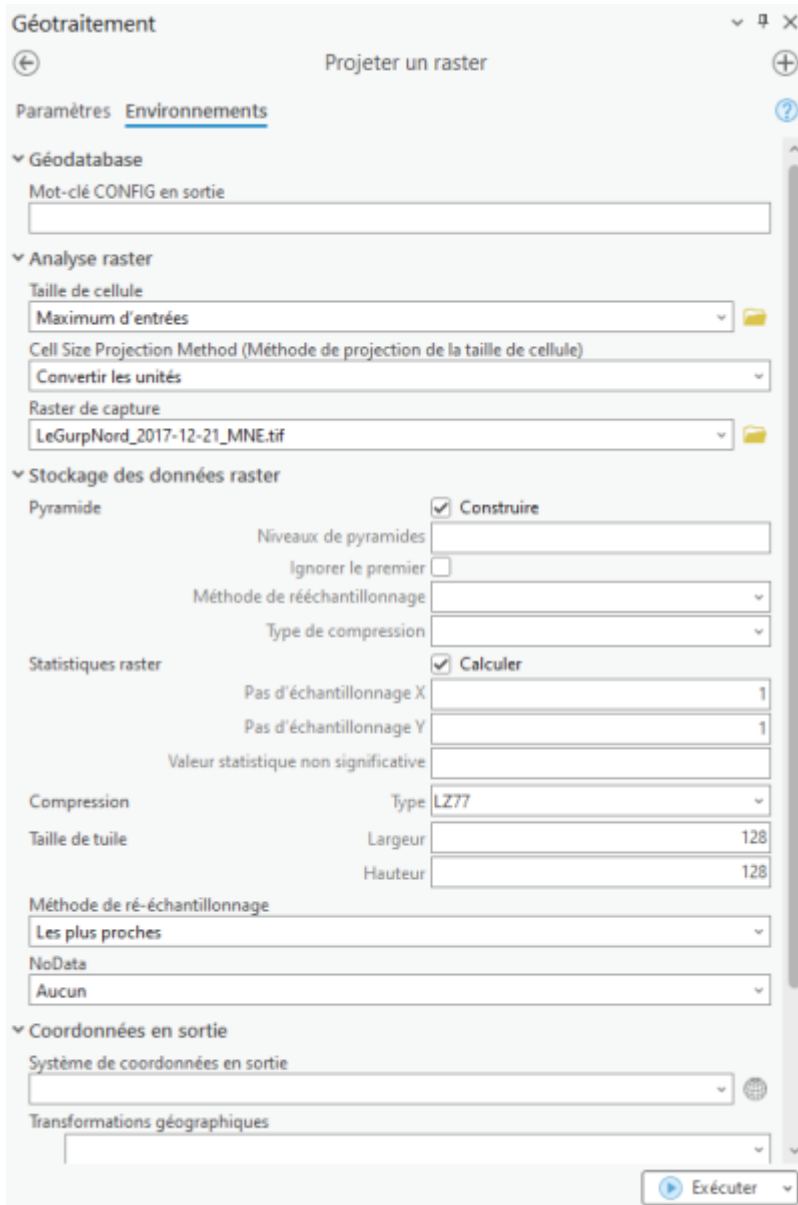 Géotraitement
Projeter un raster
Paramètres Environnements
Géodatabase
Mot-clé CONFIG en sortie
Analyse raster
Taille de cellule
Maximum d'entrées
Cell Size Projection Method (Méthode de projection de la taille de cellule)
Convertir les unités
Raster de capture
LeGurpNord_2017-12-21_MNE.tif
Stockage des données raster
Pyramide Construire
Niveaux de pyramides
Ignorer le premier
Méthode de rééchantillonnage
Type de compression
Statistiques raster Calculer
Pas d'échantillonnage X 1
Pas d'échantillonnage Y 1
Valeur statistique non significative
Compression Type LZ77
Taille de tuile Largeur 128
Hauteur 128
Méthode de ré-échantillonnage
Les plus proches
NoData
Aucun
Coordonnées en sortie
Système de coordonnées en sortie
Transformations géographiques
Exécuter